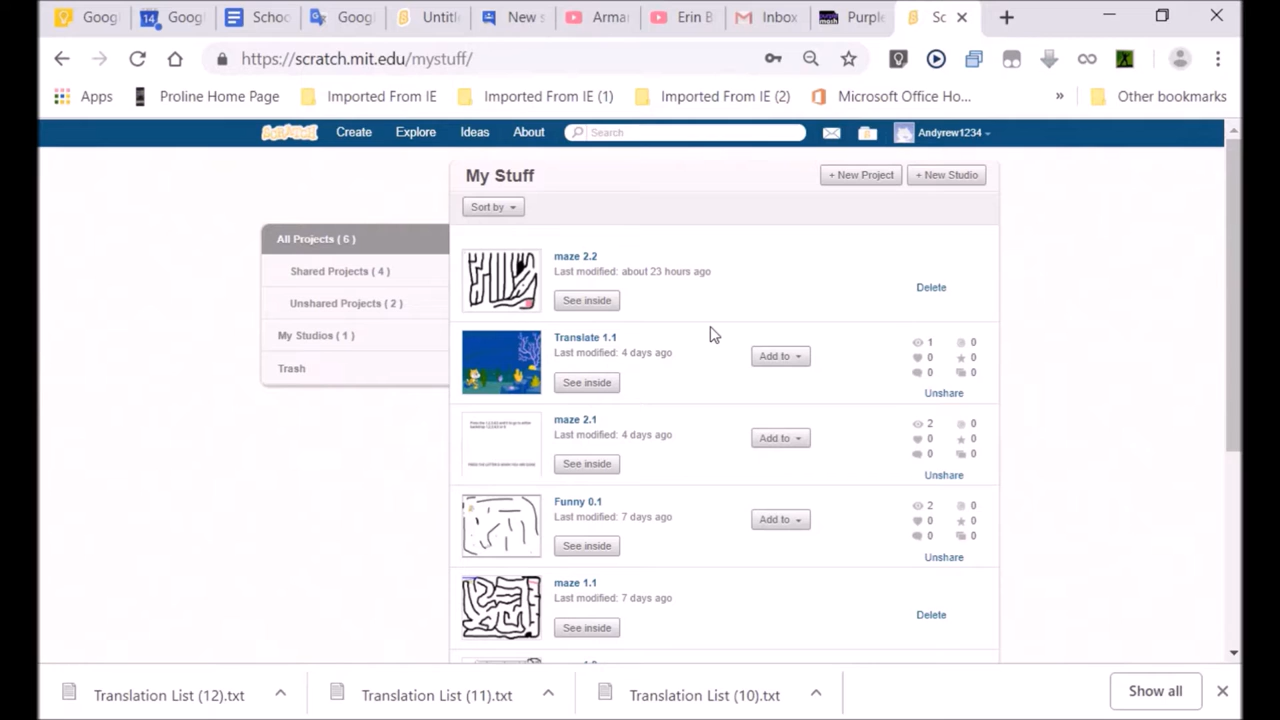 Goog
14
Goog
Schoo
Goog
Untitl
New s
Armar
Erin B
Inbox
Purple
Sc
https://scratch.mit.edu/mystuff/
Apps
Proline Home Page
Imported From IE
Imported From IE (1)
Imported From IE (2)
Microsoft Office Ho...
»
Other bookmarks
SCRATCH
Create
Explore
Ideas
About
Search
Andyrew1234
My Stuff
+ New Project
+ New Studio
Sort by
All Projects ( 6 )
Shared Projects ( 4 )
Unshared Projects ( 2 )
My Studios ( 1 )
Trash
maze 2.2
Last modified: about 23 hours ago
See inside
Delete
Translate 1.1
Last modified: 4 days ago
See inside
Add to
1 0
0 0
0 0
Unshare
maze 2.1
Last modified: 4 days ago
See inside
Add to
2 0
0 0
0 0
Unshare
Funny 0.1
Last modified: 7 days ago
See inside
Add to
2 0
0 0
0 0
Unshare
maze 1.1
Last modified: 7 days ago
See inside
Delete
Translation List (12).txt
Translation List (11).txt
Translation List (10).txt
Show all